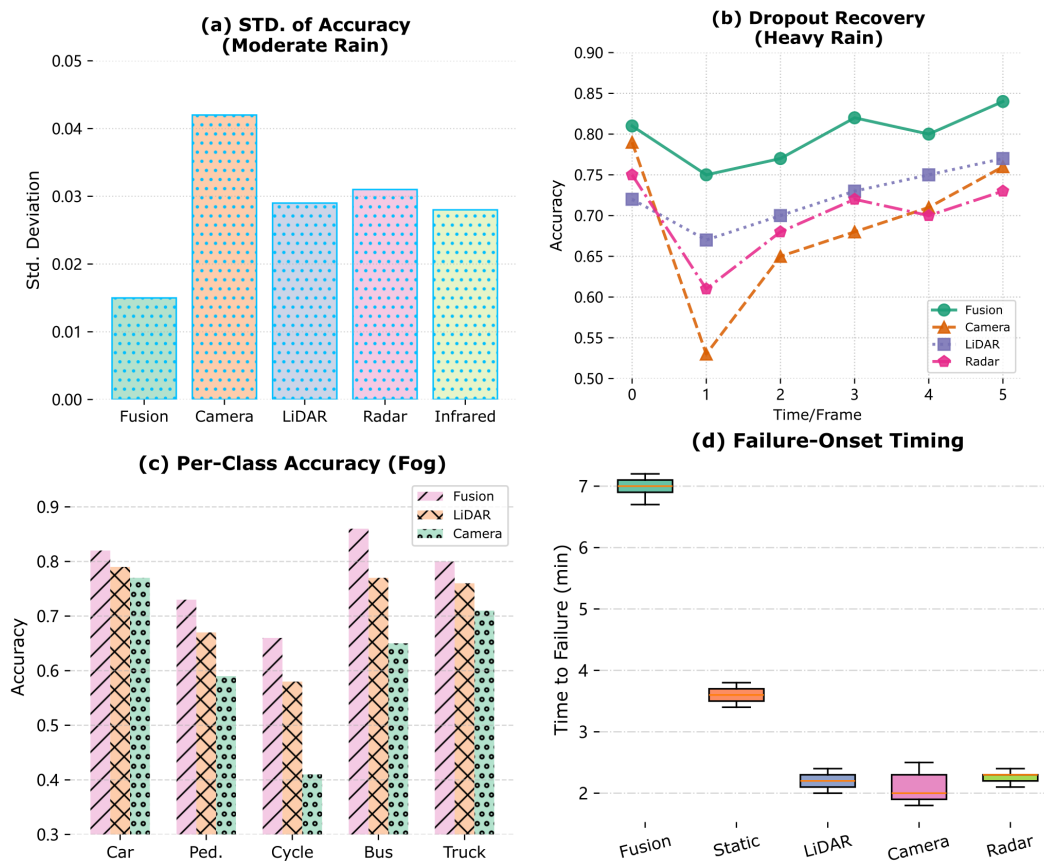 (a) STD. of Accuracy
(Moderate Rain)
Std. Deviation
0.05
0.04
0.03
0.02
0.01
0.00
Fusion
Camera
LiDAR
Radar
Infrared
(b) Dropout Recovery
(Heavy Rain)
Accuracy
0.90
0.85
0.80
0.75
0.70
0.65
0.60
0.55
0.50
Fusion
Camera
LiDAR
Radar
0
1
2
3
4
5
Time/Frame
(c) Per-Class Accuracy (Fog)
Accuracy
0.9
0.8
0.7
0.6
0.5
0.4
0.3
Fusion
LiDAR
Camera
Car
Ped.
Cycle
Bus
Truck
(d) Failure-Onset Timing
Time to Failure (min)
7
6
5
4
3
2
Fusion
Static
LiDAR
Camera
Radar